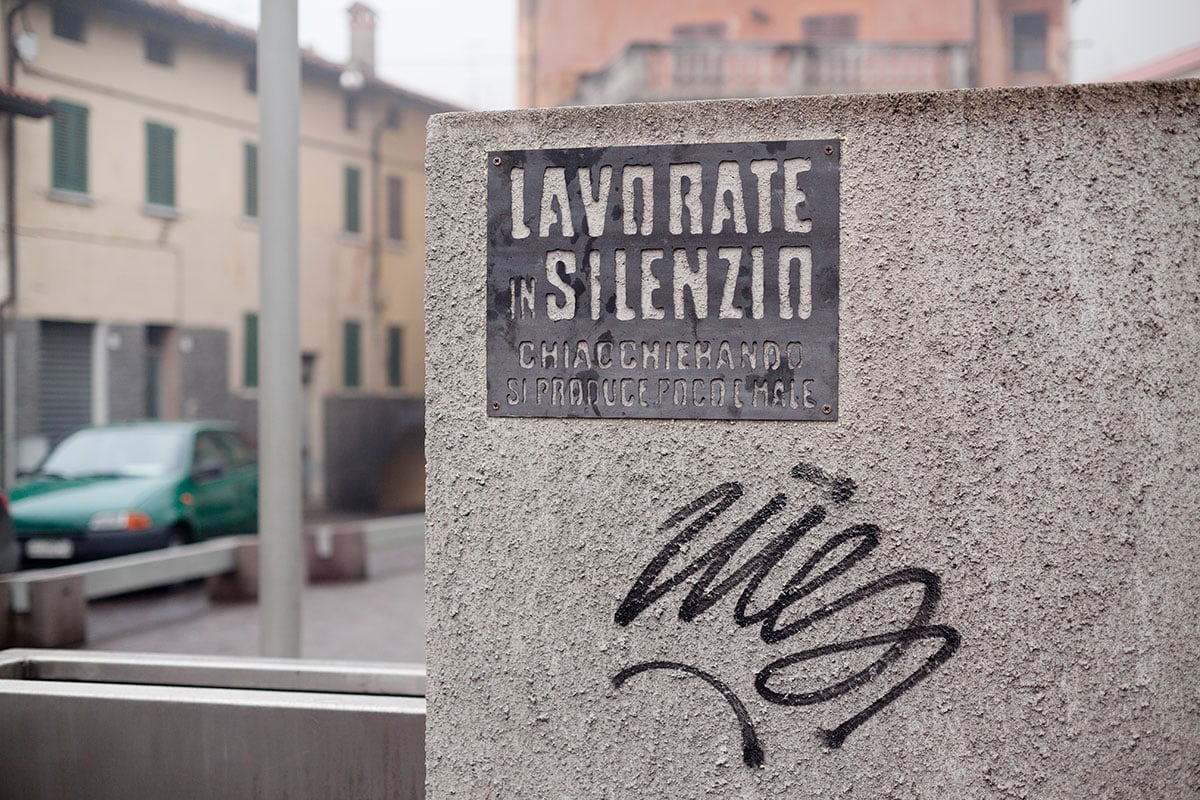 LAVORATE
IN SILENZIO
CHIACCHIERANDO
SI PRODUCE POCO E MALE